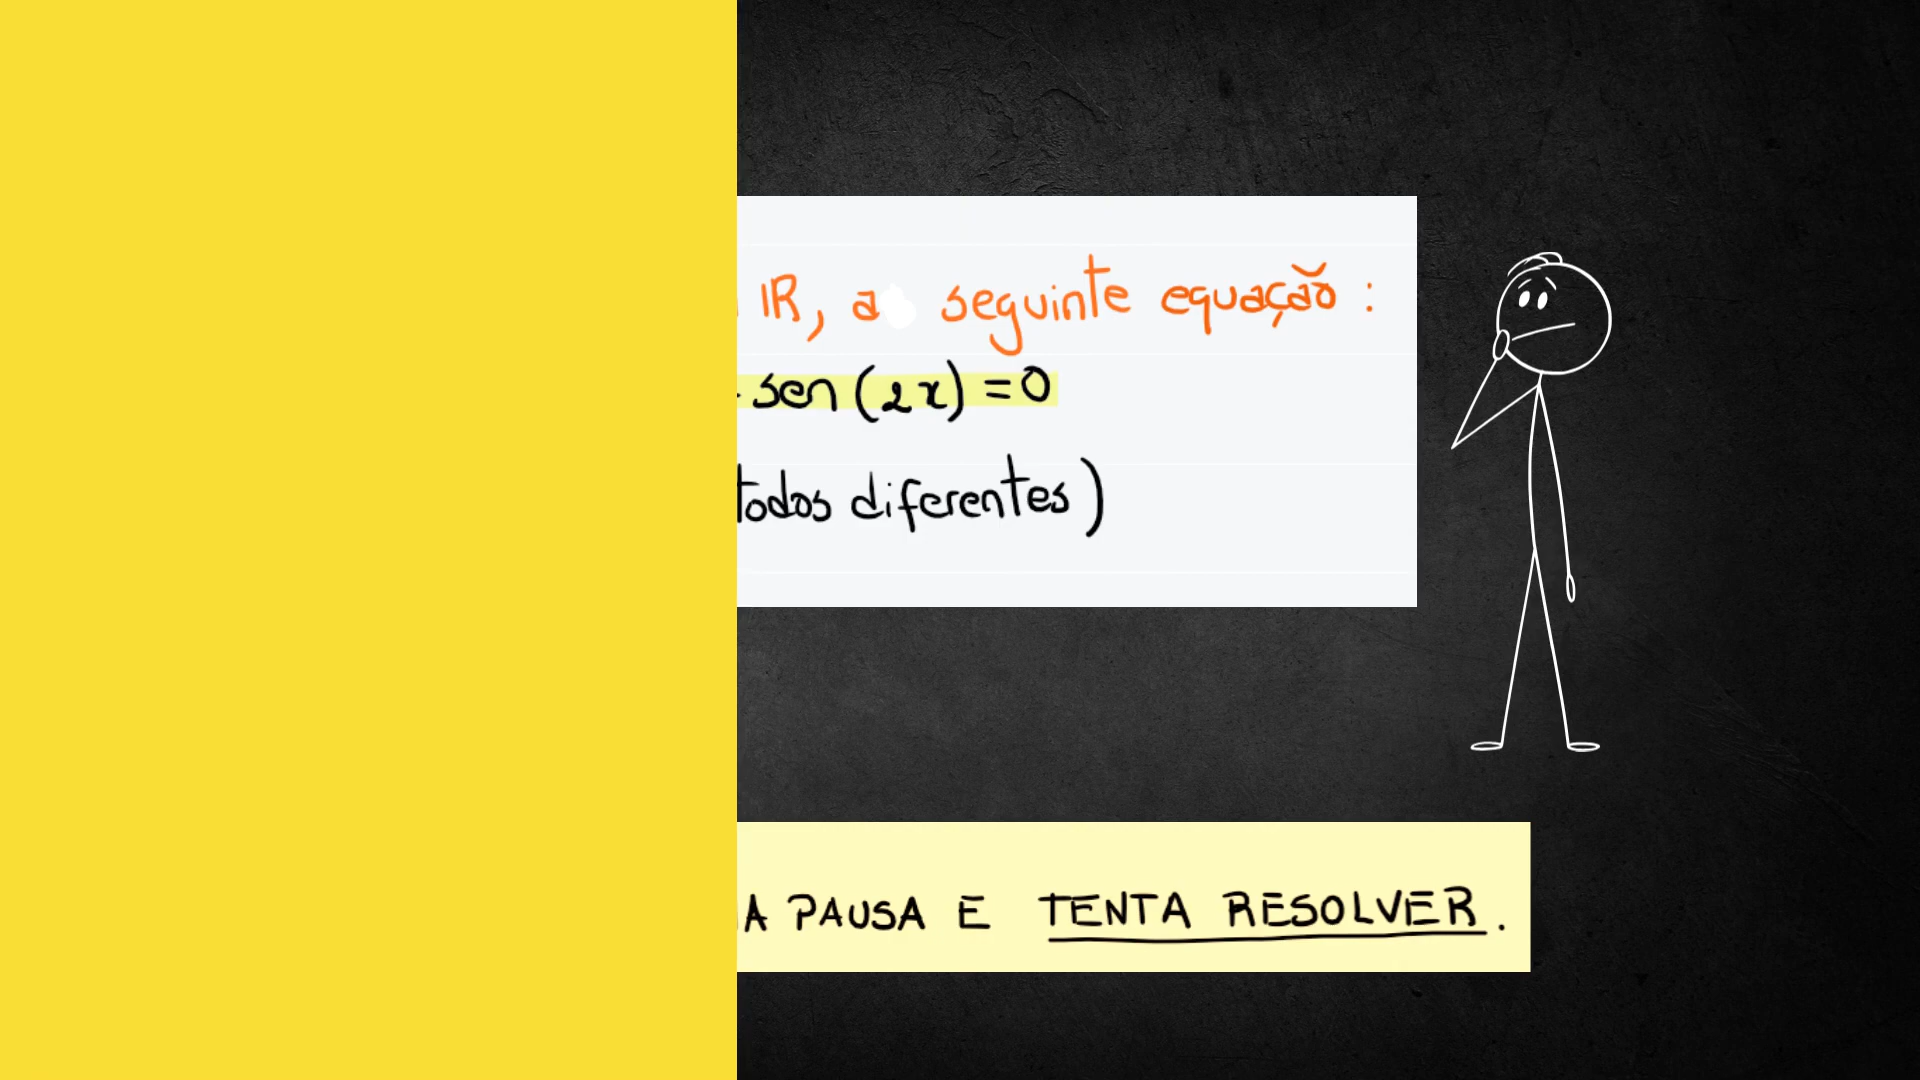 IR, a seguinte equação :
sen (2x) = 0
todos diferentes )
A PAUSA E TENTA RESOLVER.